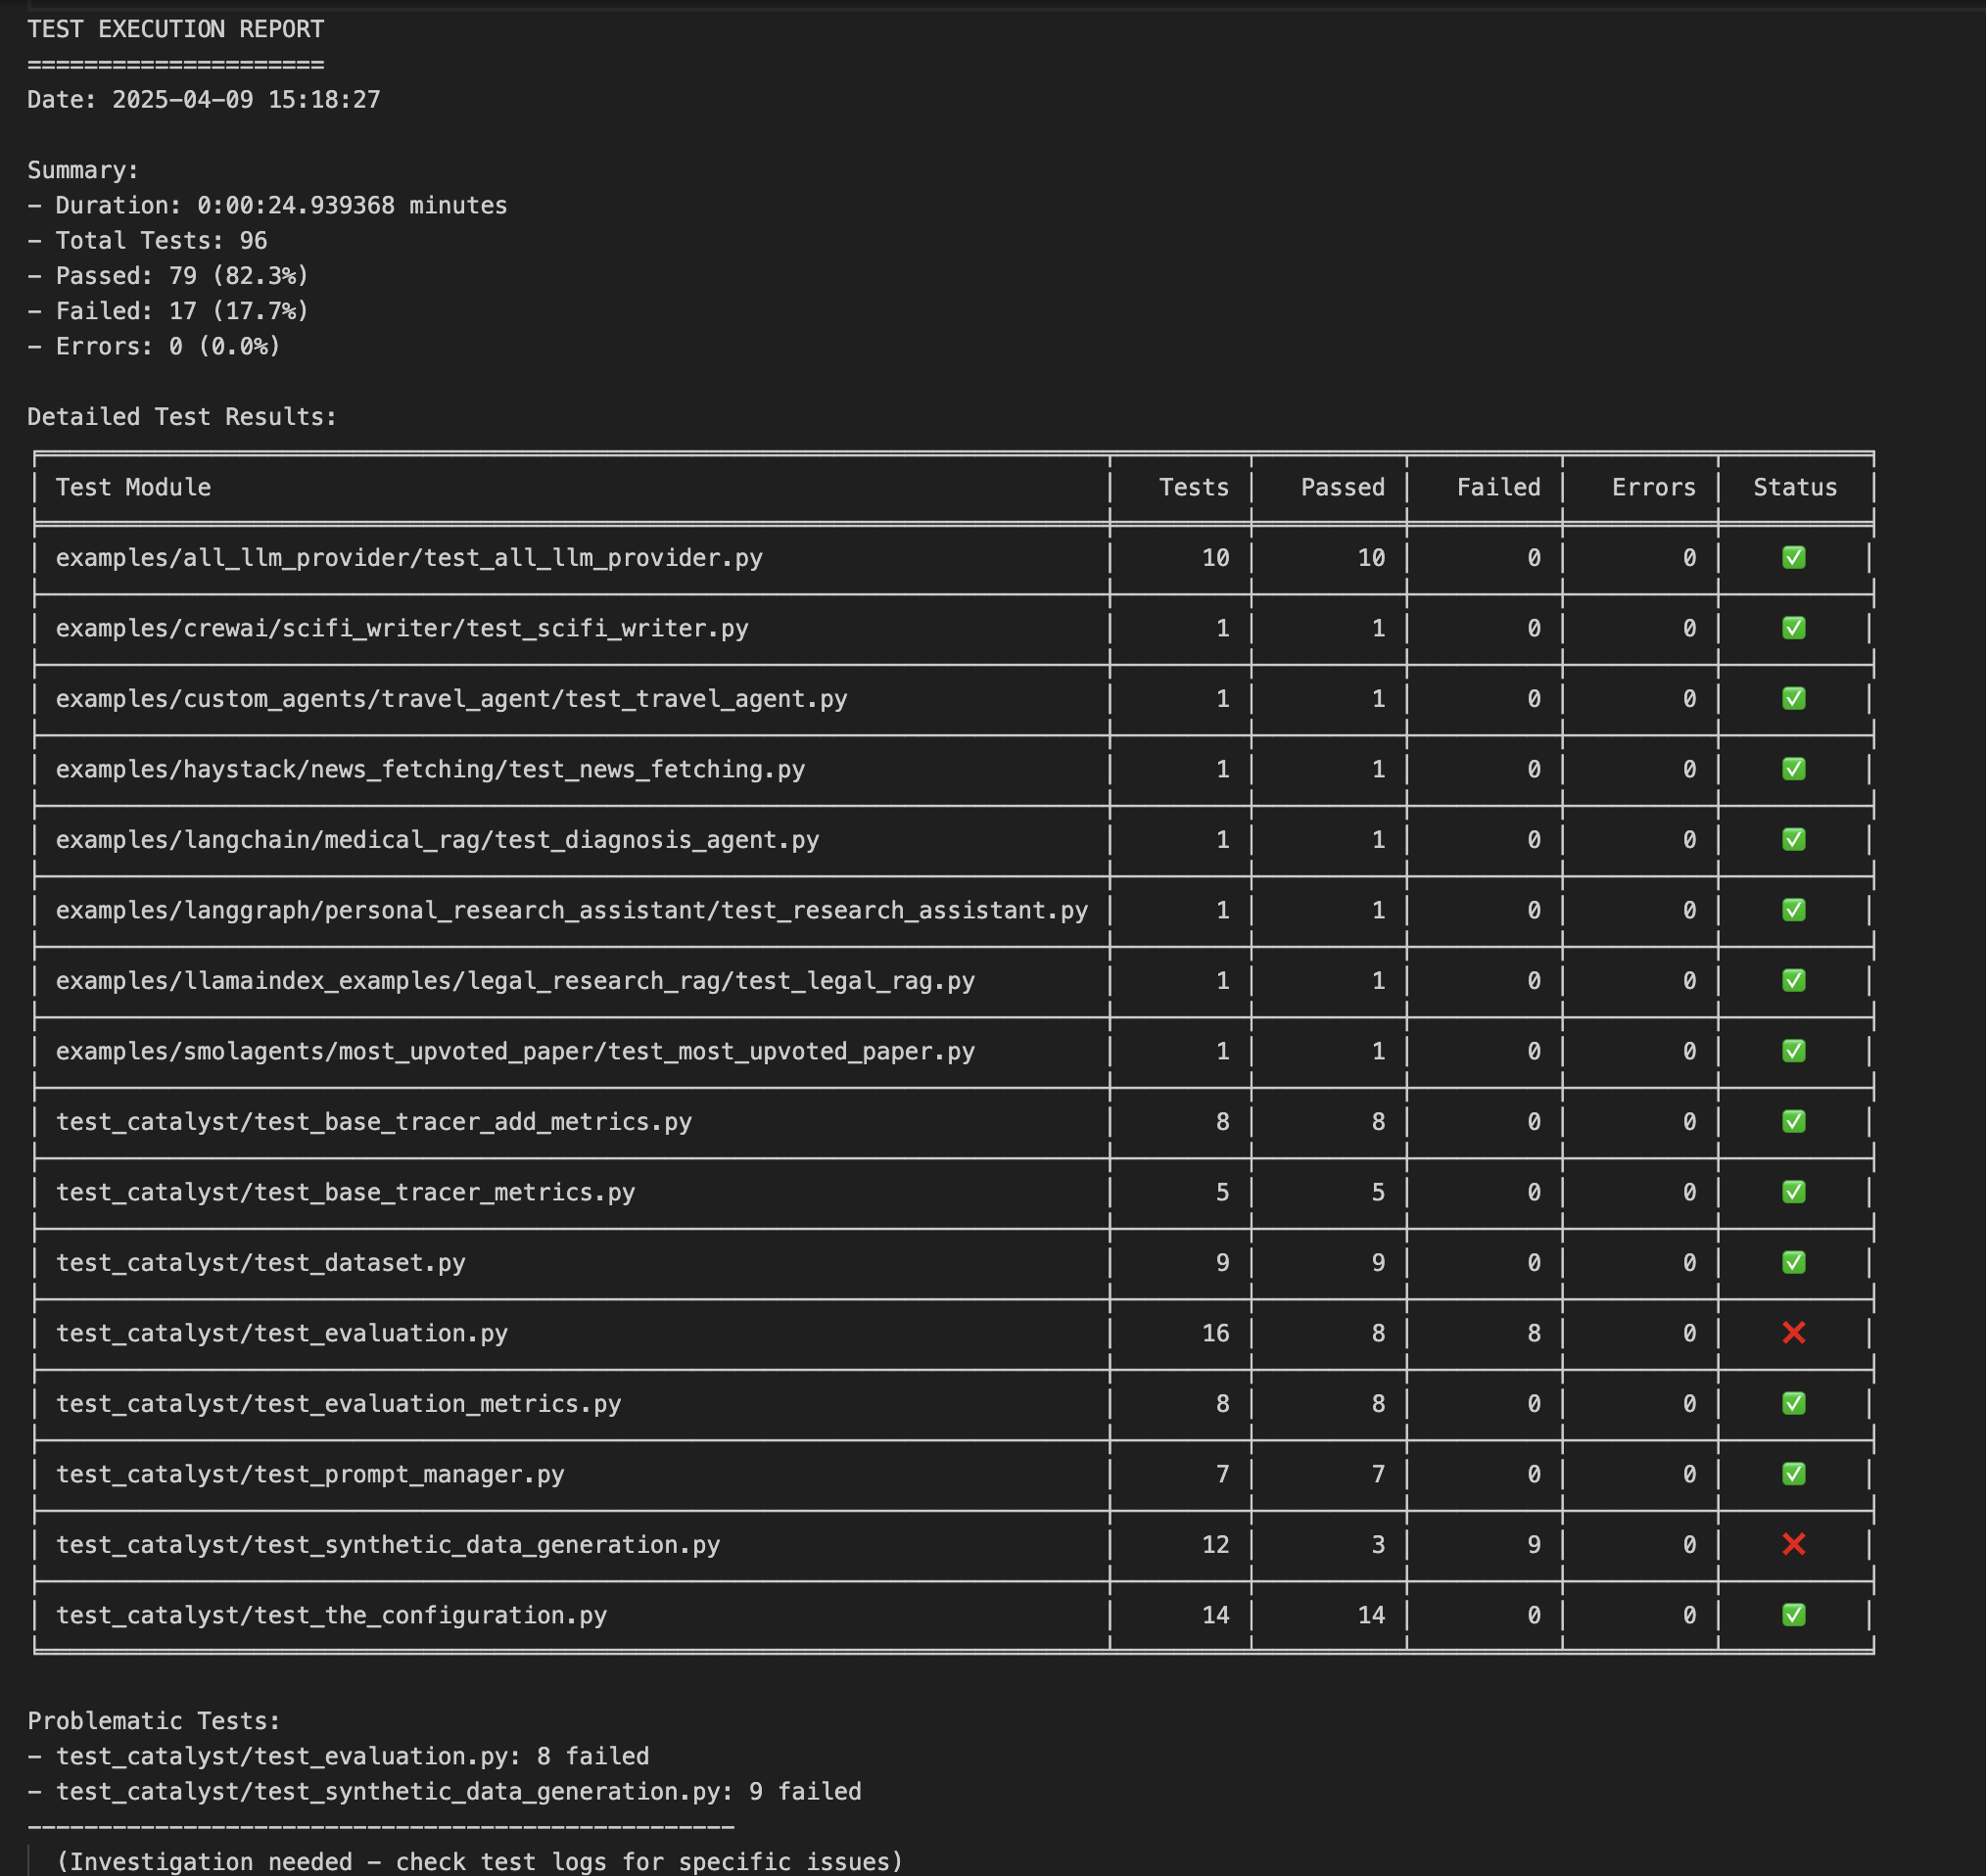 TEST EXECUTION REPORT
=====================
Date: 2025-04-09 15:18:27
Summary:
- Duration: 0:00:24.939368 minutes
- Total Tests: 96
- Passed: 79 (82.3%)
- Failed: 17 (17.7%)
- Errors: 0 (0.0%)
Detailed Test Results:
Test Module Tests Passed Failed Errors Status
examples/all_llm_provider/test_all_llm_provider.py 10 10 0 0 ✅
examples/crewai/scifi_writer/test_scifi_writer.py 1 1 0 0 ✅
examples/custom_agents/travel_agent/test_travel_agent.py 1 1 0 0 ✅
examples/haystack/news_fetching/test_news_fetching.py 1 1 0 0 ✅
examples/langchain/medical_rag/test_diagnosis_agent.py 1 1 0 0 ✅
examples/langgraph/personal_research_assistant/test_research_assistant.py 1 1 0 0 ✅
examples/llamaindex_examples/legal_research_rag/test_legal_rag.py 1 1 0 0 ✅
examples/smolagents/most_upvoted_paper/test_most_upvoted_paper.py 1 1 0 0 ✅
test_catalyst/test_base_tracer_add_metrics.py 8 8 0 0 ✅
test_catalyst/test_base_tracer_metrics.py 5 5 0 0 ✅
test_catalyst/test_dataset.py 9 9 0 0 ✅
test_catalyst/test_evaluation.py 16 8 8 0 ❌
test_catalyst/test_evaluation_metrics.py 8 8 0 0 ✅
test_catalyst/test_prompt_manager.py 7 7 0 0 ✅
test_catalyst/test_synthetic_data_generation.py 12 3 9 0 ❌
test_catalyst/test_the_configuration.py 14 14 0 0 ✅
Problematic Tests:
- test_catalyst/test_evaluation.py: 8 failed
- test_catalyst/test_synthetic_data_generation.py: 9 failed
--------------------------------------------------
(Investigation needed - check test logs for specific issues)